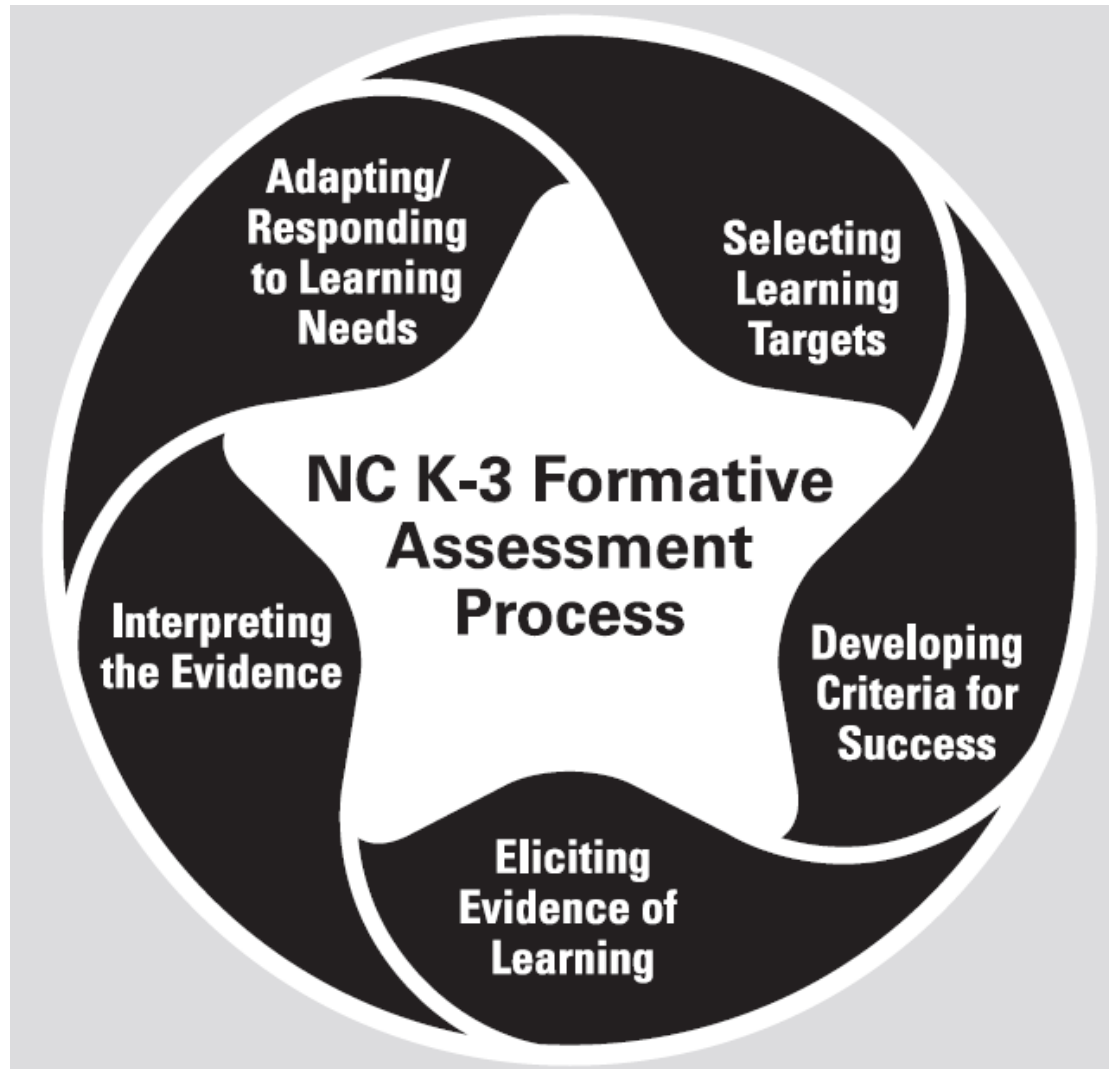 NC K-3 Formative
Assessment
Process
Selecting
Learning
Targets
Developing
Criteria for
Success
Eliciting
Evidence of
Learning
Interpreting
the Evidence
Adapting/
Responding
to Learning
Needs